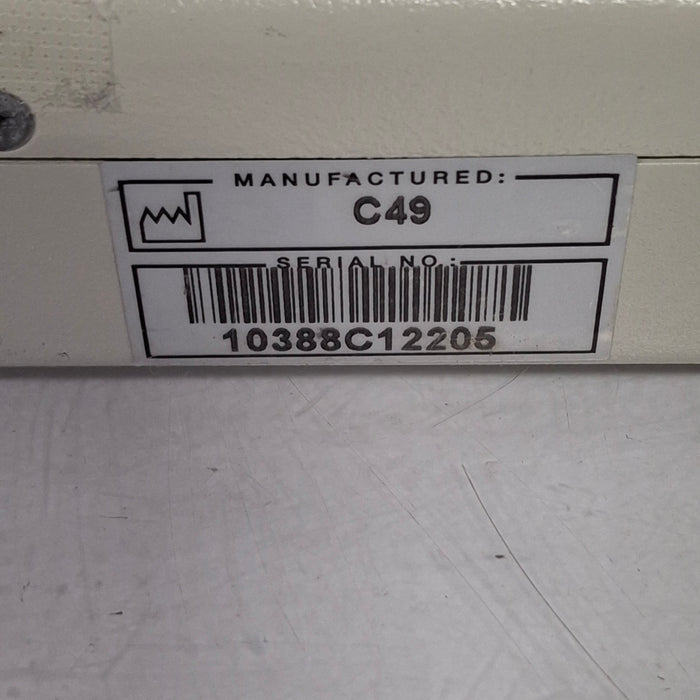 MANUFACTURED:
C49
SERIAL NO.:
10388C12205